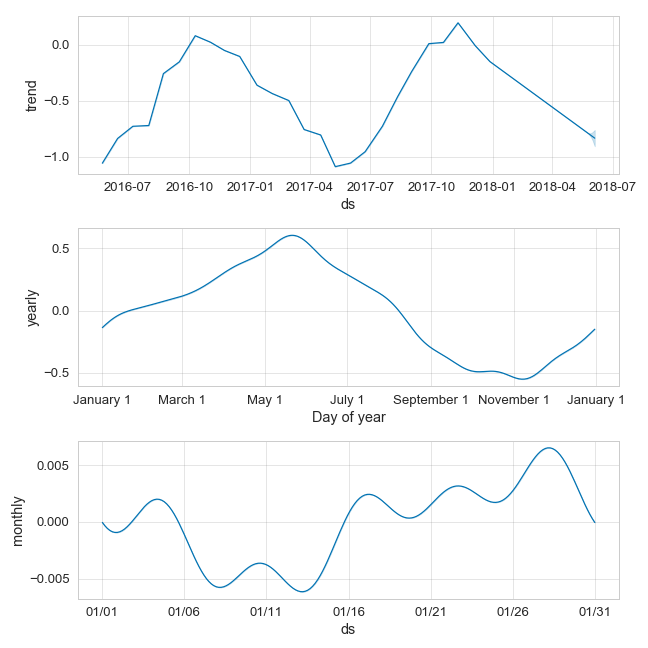 trend
0.0
−0.5
−1.0
2016-07 2016-10 2017-01 2017-04 2017-07 2017-10 2018-01 2018-04 2018-07
ds
yearly
0.5
0.0
−0.5
January 1 March 1 May 1 July 1 September 1 November 1 January 1
Day of year
monthly
0.005
0.000
−0.005
01/01 01/06 01/11 01/16 01/21 01/26 01/31
ds